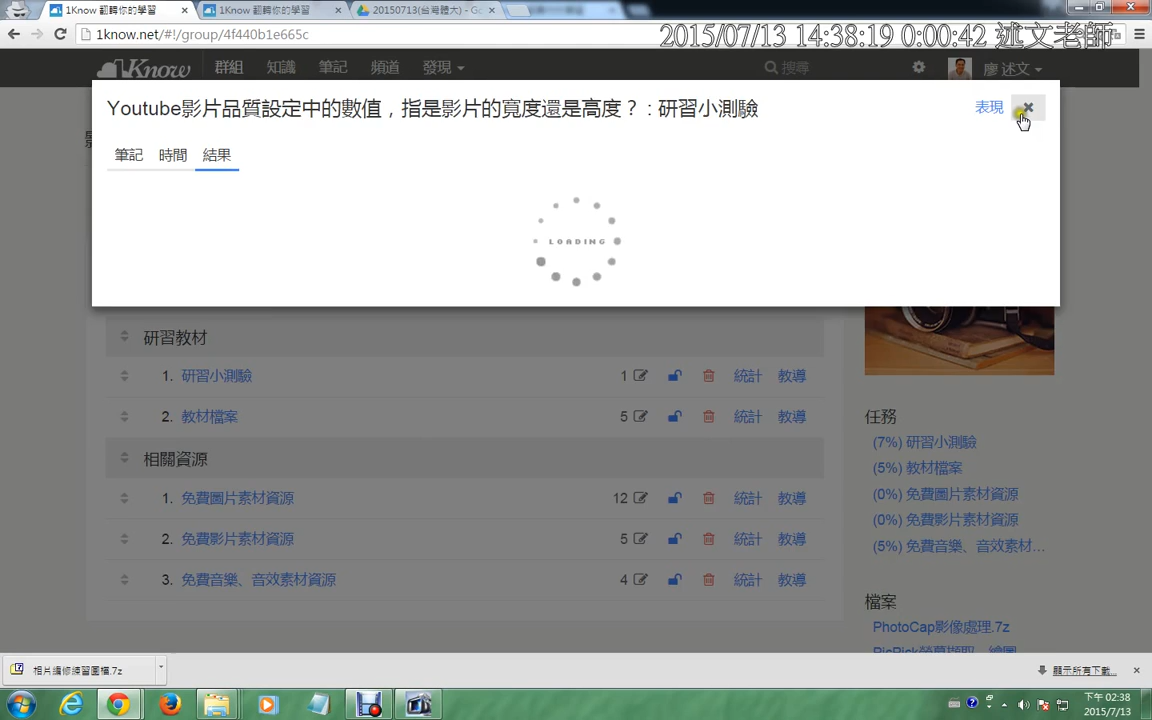 1Know 翻轉你的學習
1Know 翻轉你的學習
20150713(台灣體大) - Go
1know.net/#!/group/4f440b1e665c
2015/07/13 14:38:19 0:00:42 述文老師
1Know
群組
知識
筆記
頻道
發現
搜尋
廖 述文
Youtube影片品質設定中的數值，指是影片的寬度還是高度？：研習小測驗
表現
筆記
時間
結果
LOADING
研習教材
1. 研習小測驗
1
統計
教導
2. 教材檔案
5
統計
教導
相關資源
1. 免費圖片素材資源
12
統計
教導
2. 免費影片素材資源
5
統計
教導
3. 免費音樂、音效素材資源
4
統計
教導
任務
(7%) 研習小測驗
(5%) 教材檔案
(0%) 免費圖片素材資源
(0%) 免費影片素材資源
(5%) 免費音樂、音效素材…
檔案
PhotoCap影像處理.7z
相片編修練習圖檔.7z
顯示所有下載...
下午 02:38
2015/7/13